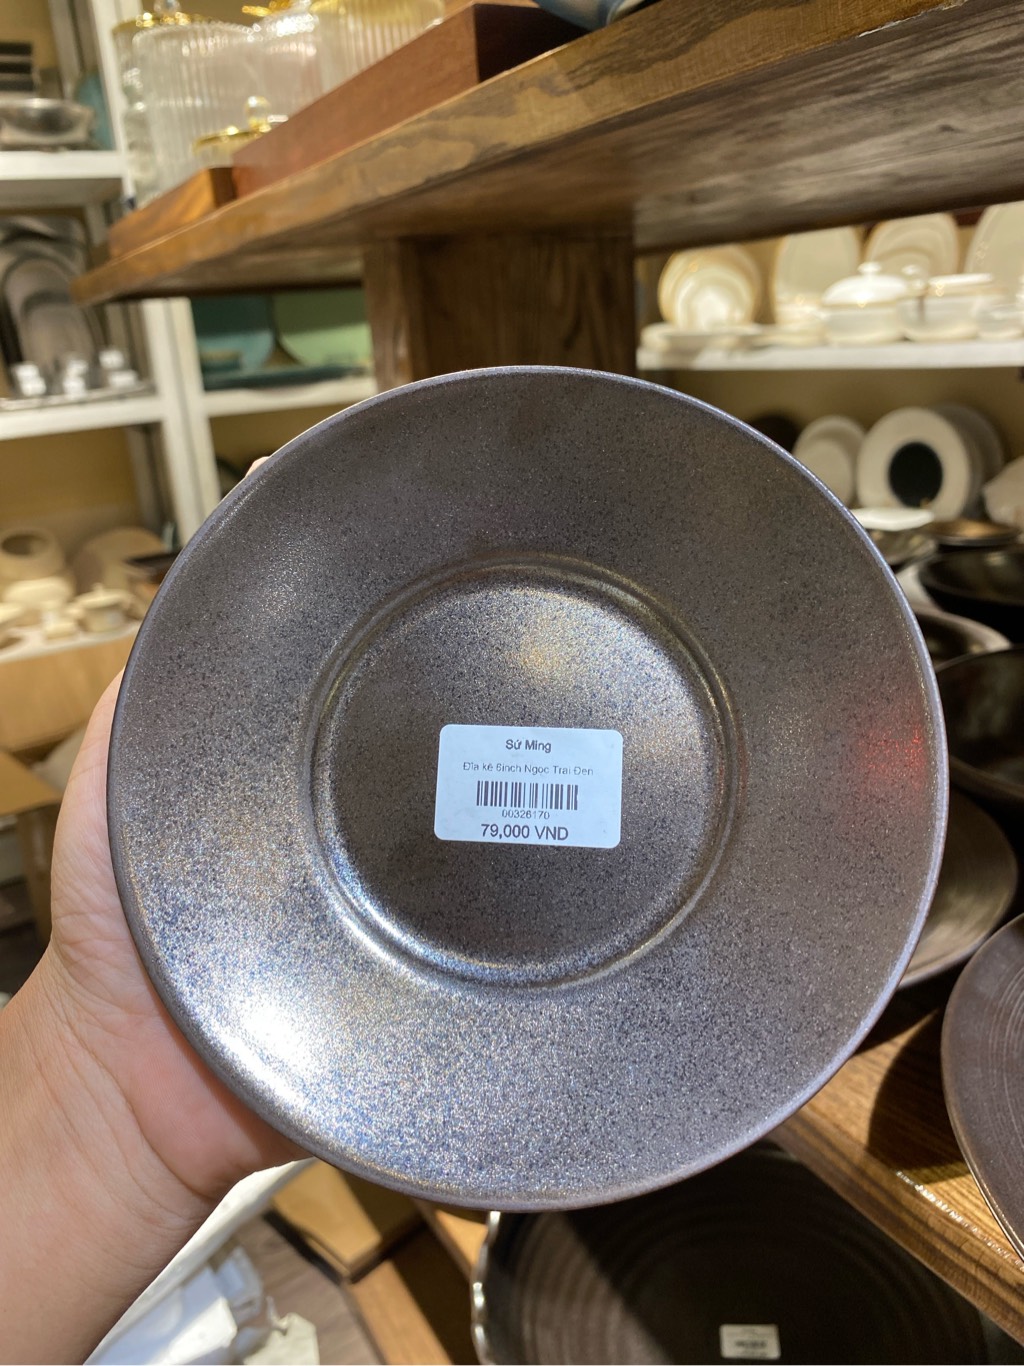 Sứ Ming
Đĩa kê 6inch Ngọc Trai Đen
00326170
79,000 VND